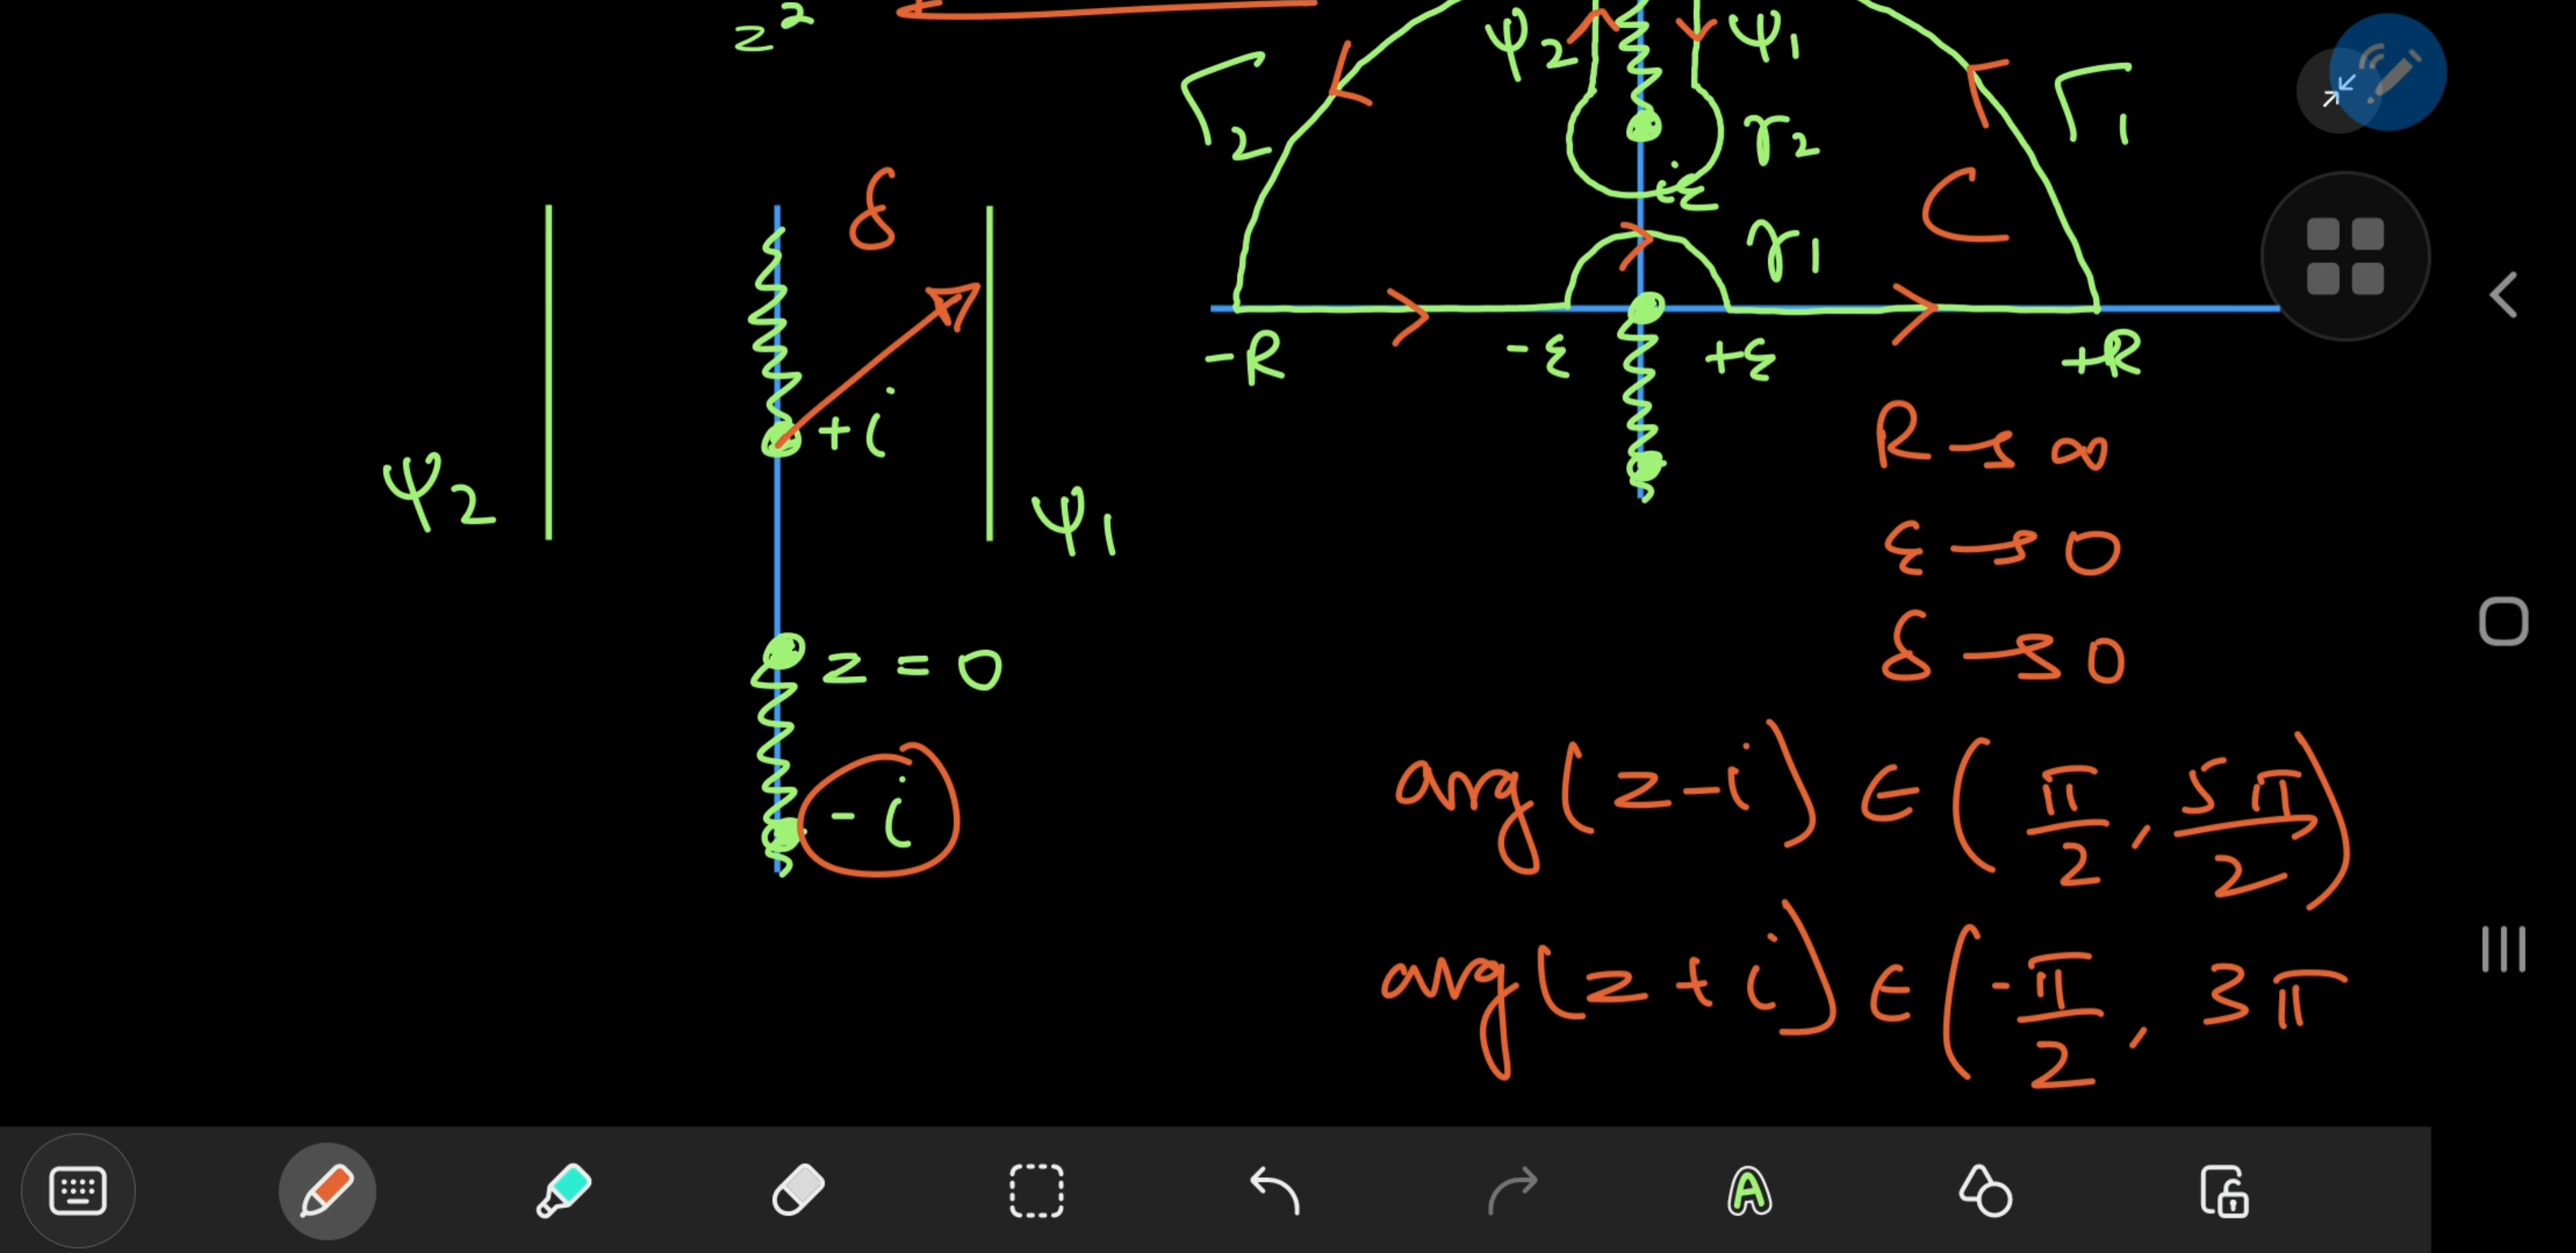 z²
Γ₂
ψ₂
ψ₁
Γ₁
γ₂
iε
C
γ₁
-R
-ε
+ε
+R
δ
+i
ψ₂
ψ₁
z = 0
-i
R → ∞
ε → 0
δ → 0
arg(z-i) ∈ (π/2, 5π/2)
arg(z+i) ∈ (-π/2, 3π
A